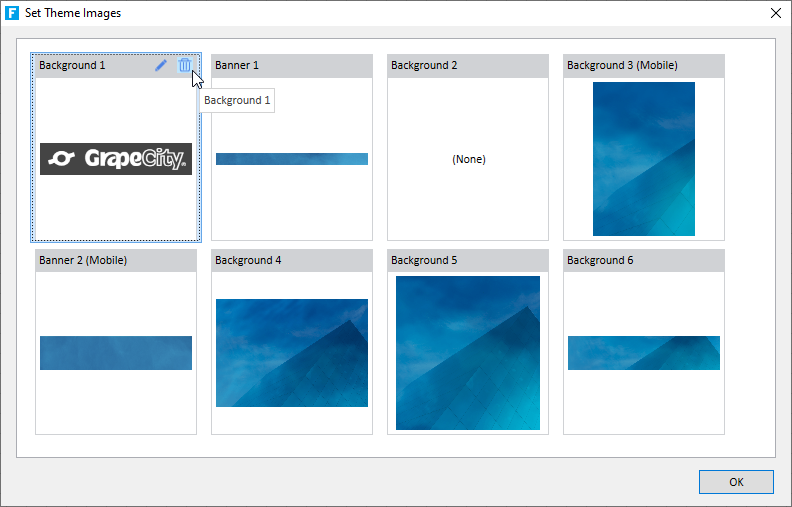 F Set Theme Images
Background 1
Banner 1
Background 2
Background 3 (Mobile)
Background 1
GrapeCity
(None)
Banner 2 (Mobile)
Background 4
Background 5
Background 6
OK